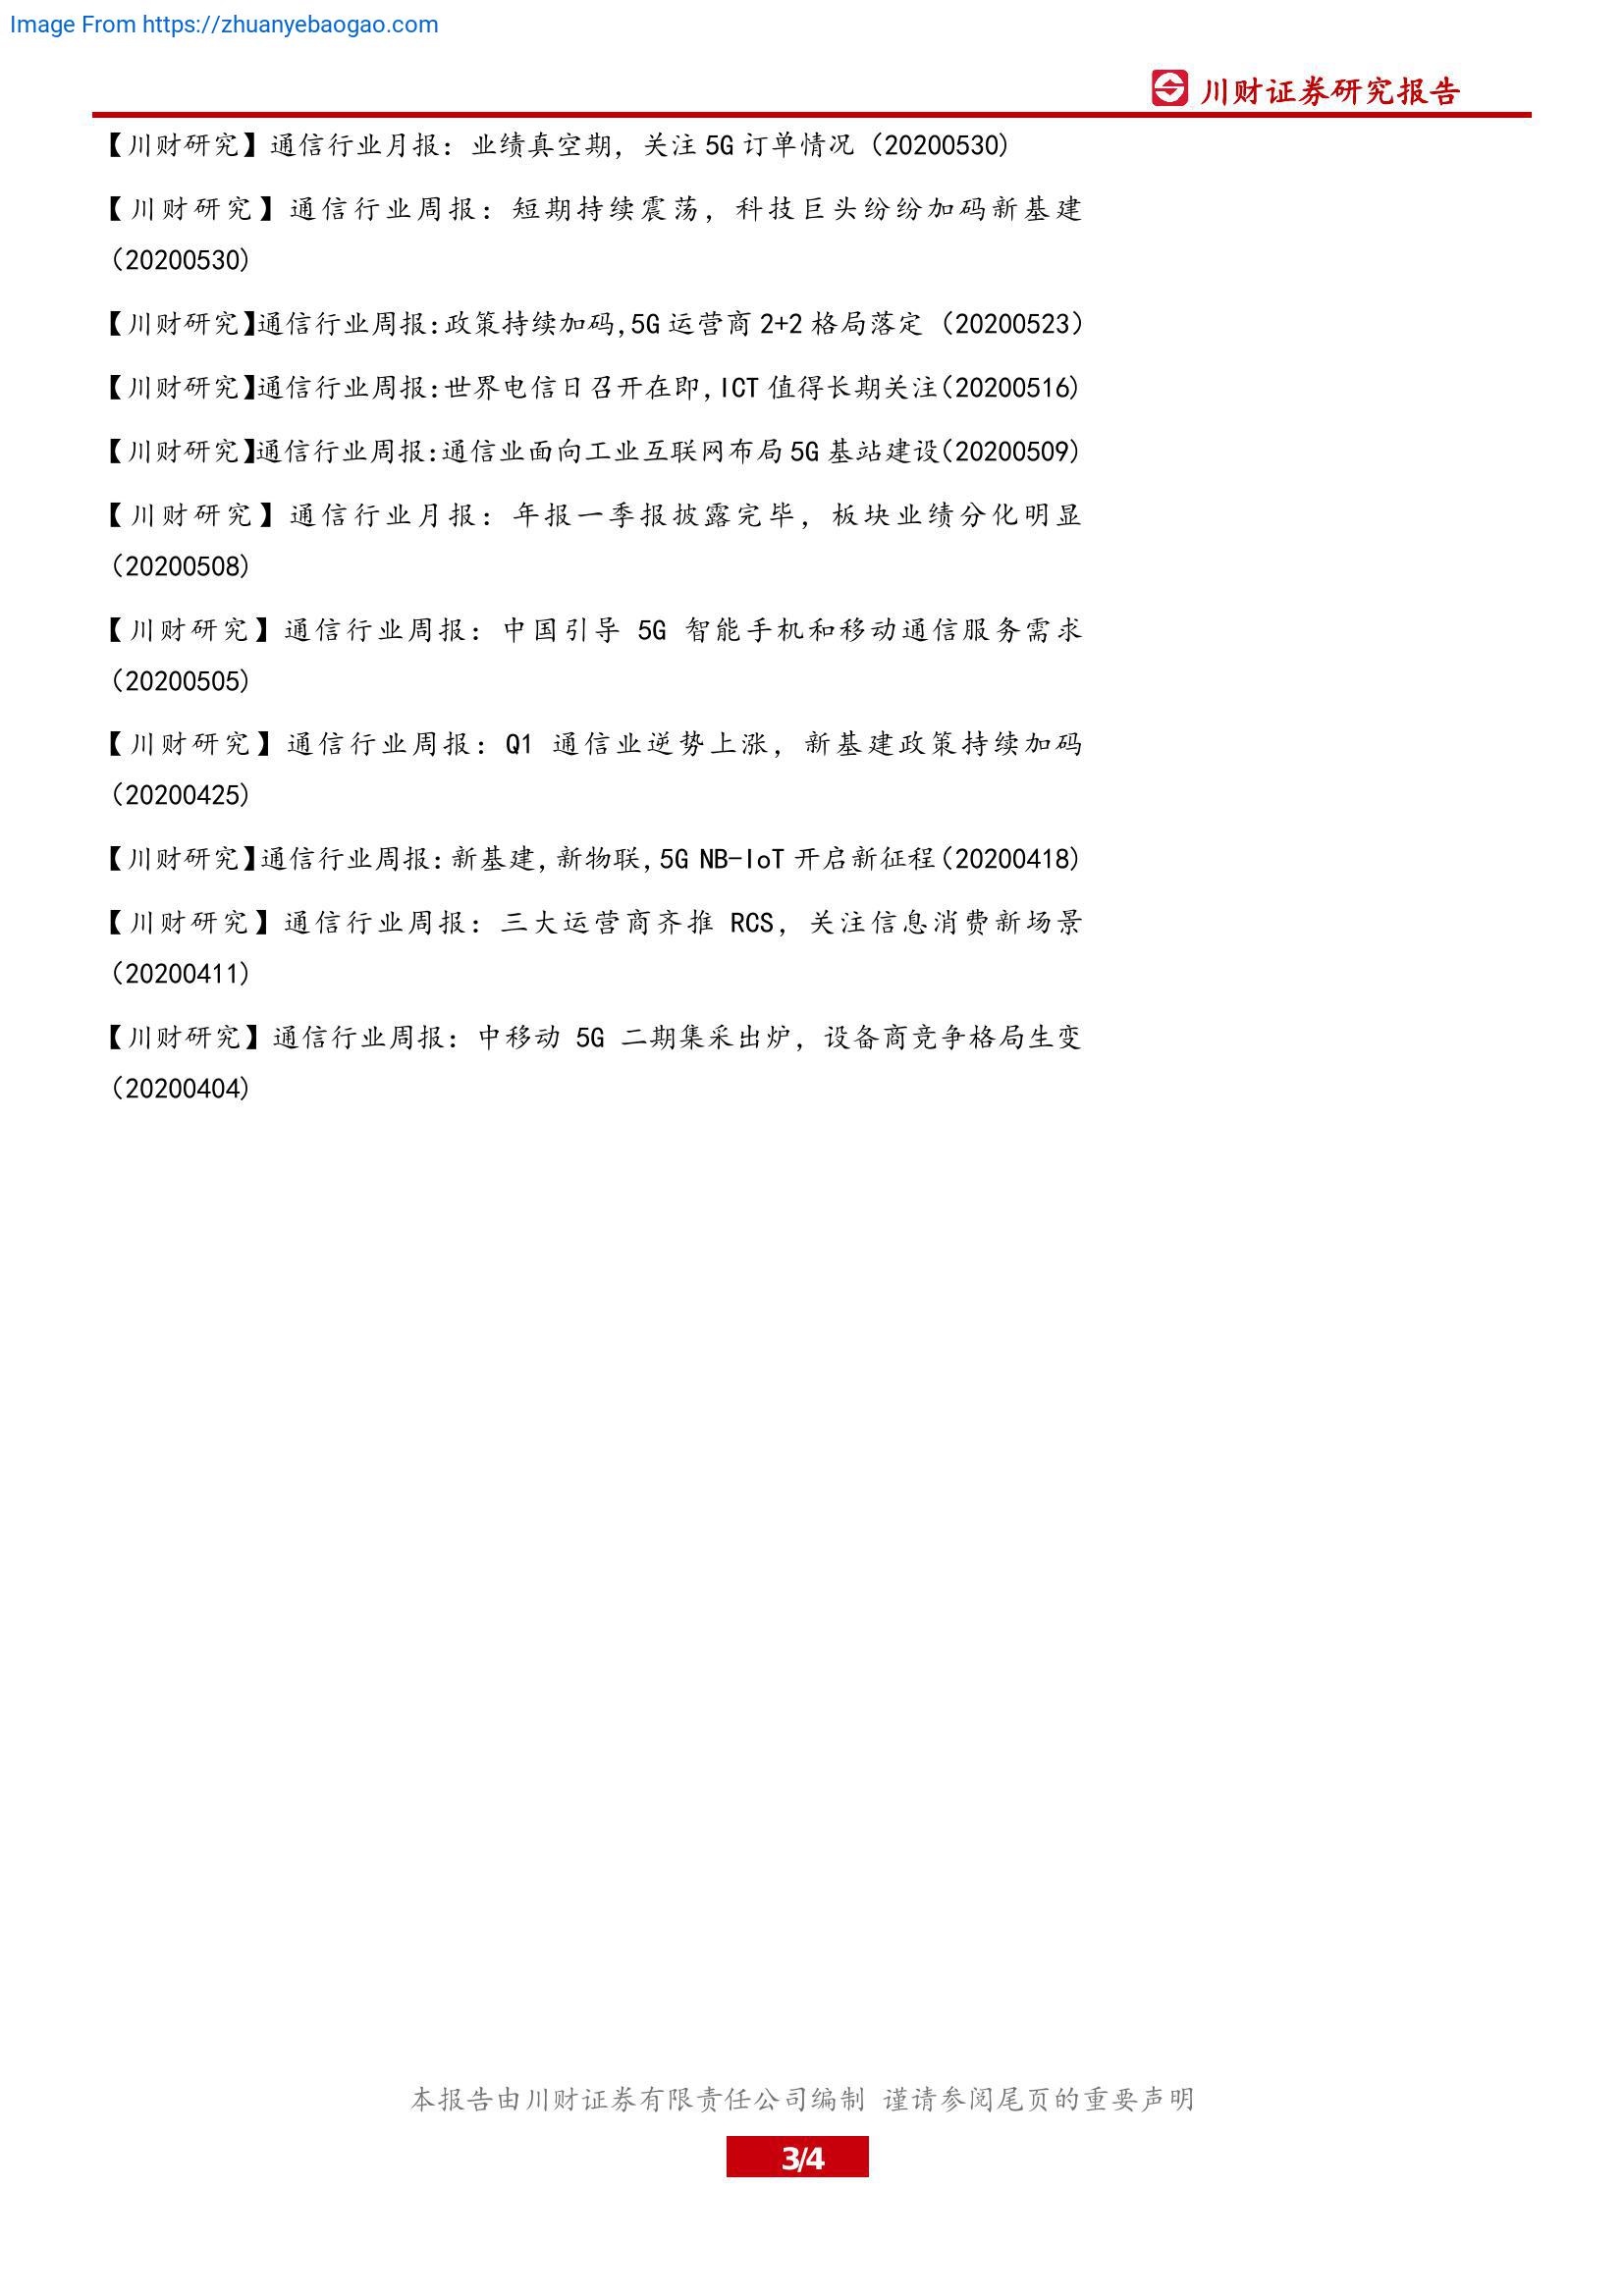 Image From https://zhuanyebaogao.com
川财证券研究报告
【川财研究】通信行业月报：业绩真空期，关注 5G 订单情况（20200530）
【川财研究】通信行业周报：短期持续震荡，科技巨头纷纷加码新基建
（20200530）
【川财研究】通信行业周报：政策持续加码，5G 运营商 2+2 格局落定（20200523）
【川财研究】通信行业周报：世界电信日召开在即，ICT 值得长期关注（20200516）
【川财研究】通信行业周报：通信业面向工业互联网布局 5G 基站建设（20200509）
【川财研究】通信行业月报：年报一季报披露完毕，板块业绩分化明显
（20200508）
【川财研究】通信行业周报：中国引导 5G 智能手机和移动通信服务需求
（20200505）
【川财研究】通信行业周报：Q1 通信业逆势上涨，新基建政策持续加码
（20200425）
【川财研究】通信行业周报：新基建，新物联，5G NB-IoT 开启新征程（20200418）
【川财研究】通信行业周报：三大运营商齐推 RCS，关注信息消费新场景
（20200411）
【川财研究】通信行业周报：中移动 5G 二期集采出炉，设备商竞争格局生变
（20200404）
本报告由川财证券有限责任公司编制 谨请参阅尾页的重要声明
3/4